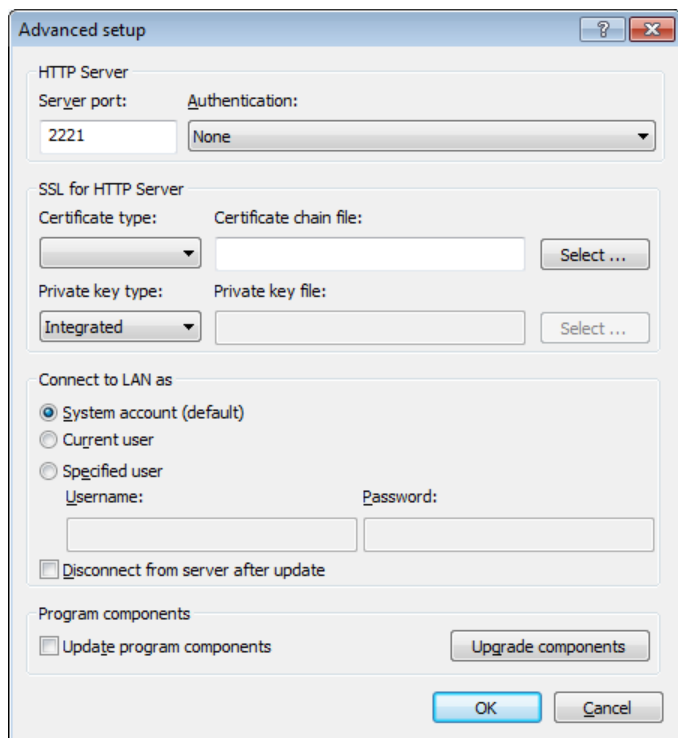 Advanced setup
HTTP Server
Server port: Authentication:
2221 None
SSL for HTTP Server
Certificate type: Certificate chain file:
Select ...
Private key type: Private key file:
Integrated Select ...
Connect to LAN as
System account (default)
Current user
Specified user
Username: Password:
Disconnect from server after update
Program components
Update program components Upgrade components
OK Cancel